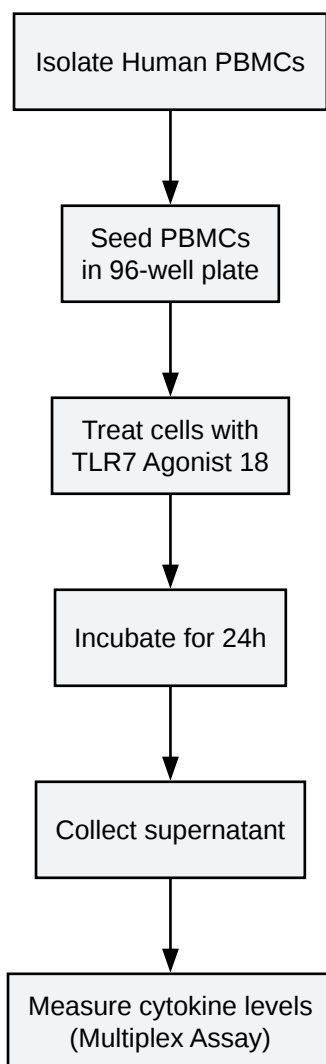 Isolate Human PBMCs
Seed PBMCs
in 96-well plate
Treat cells with
TLR7 Agonist 18
Incubate for 24h
Collect supernatant
Measure cytokine levels
(Multiplex Assay)